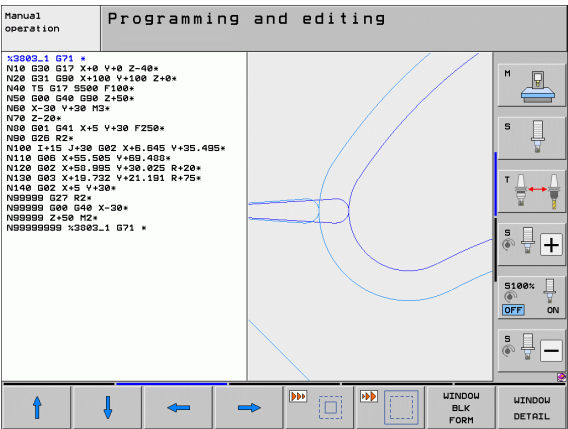 Manual
operation
Programming and editing
%3803_1 G71 *
N10 G30 G17 X+0 Y+0 Z-40*
N20 G31 G90 X+100 Y+100 Z+0*
N40 T5 G17 S500 F100*
N50 G00 G40 G90 Z+50*
N60 X-30 Y+30 M3*
N70 Z-20*
N80 G01 G41 X+5 Y+30 F250*
N90 G26 R2*
N100 I+15 J+30 G02 X+6.645 Y+35.495*
N110 G06 X+55.505 Y+69.488*
N120 G02 X+58.995 Y+30.025 R+20*
N130 G03 X+19.732 Y+21.191 R+75*
N140 G02 X+5 Y+30*
N99999 G27 R2*
N99999 G00 G40 X-30*
N99999 Z+50 M2*
N99999999 %3803_1 G71 *
M
S
T
S
S100%
OFF
ON
S
WINDOW
BLK
FORM
WINDOW
DETAIL